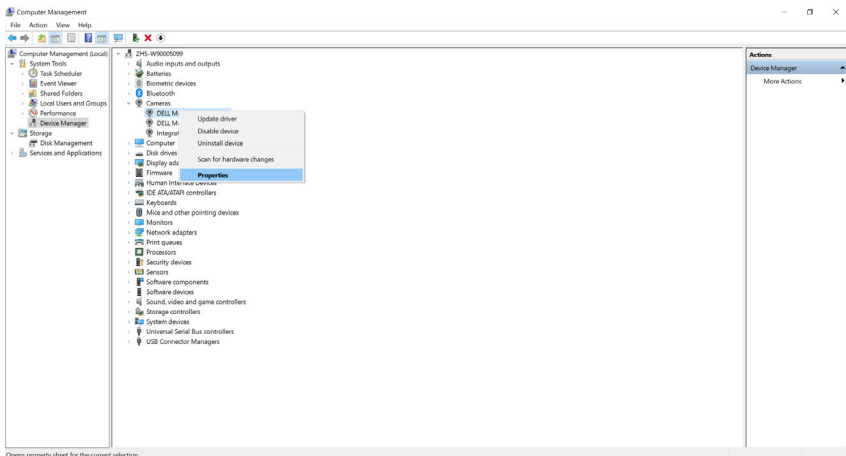 Computer Management
File Action View Help
Computer Management (Local)
System Tools
Task Scheduler
Event Viewer
Shared Folders
Local Users and Groups
Performance
Device Manager
Storage
Disk Management
Services and Applications
ZHS-W90005099
Audio inputs and outputs
Batteries
Biometric devices
Bluetooth
Cameras
DELL M
DELL M
Integrat
Computer
Disk drives
Display ada
Firmware
Human Interface Devices
IDE ATA/ATAPI controllers
Keyboards
Mice and other pointing devices
Monitors
Network adapters
Print queues
Processors
Security devices
Sensors
Software components
Software devices
Sound, video and game controllers
Storage controllers
System devices
Universal Serial Bus controllers
USB Connector Managers
Update driver
Disable device
Uninstall device
Scan for hardware changes
Properties
Actions
Device Manager
More Actions
Opens property sheet for the current selection.